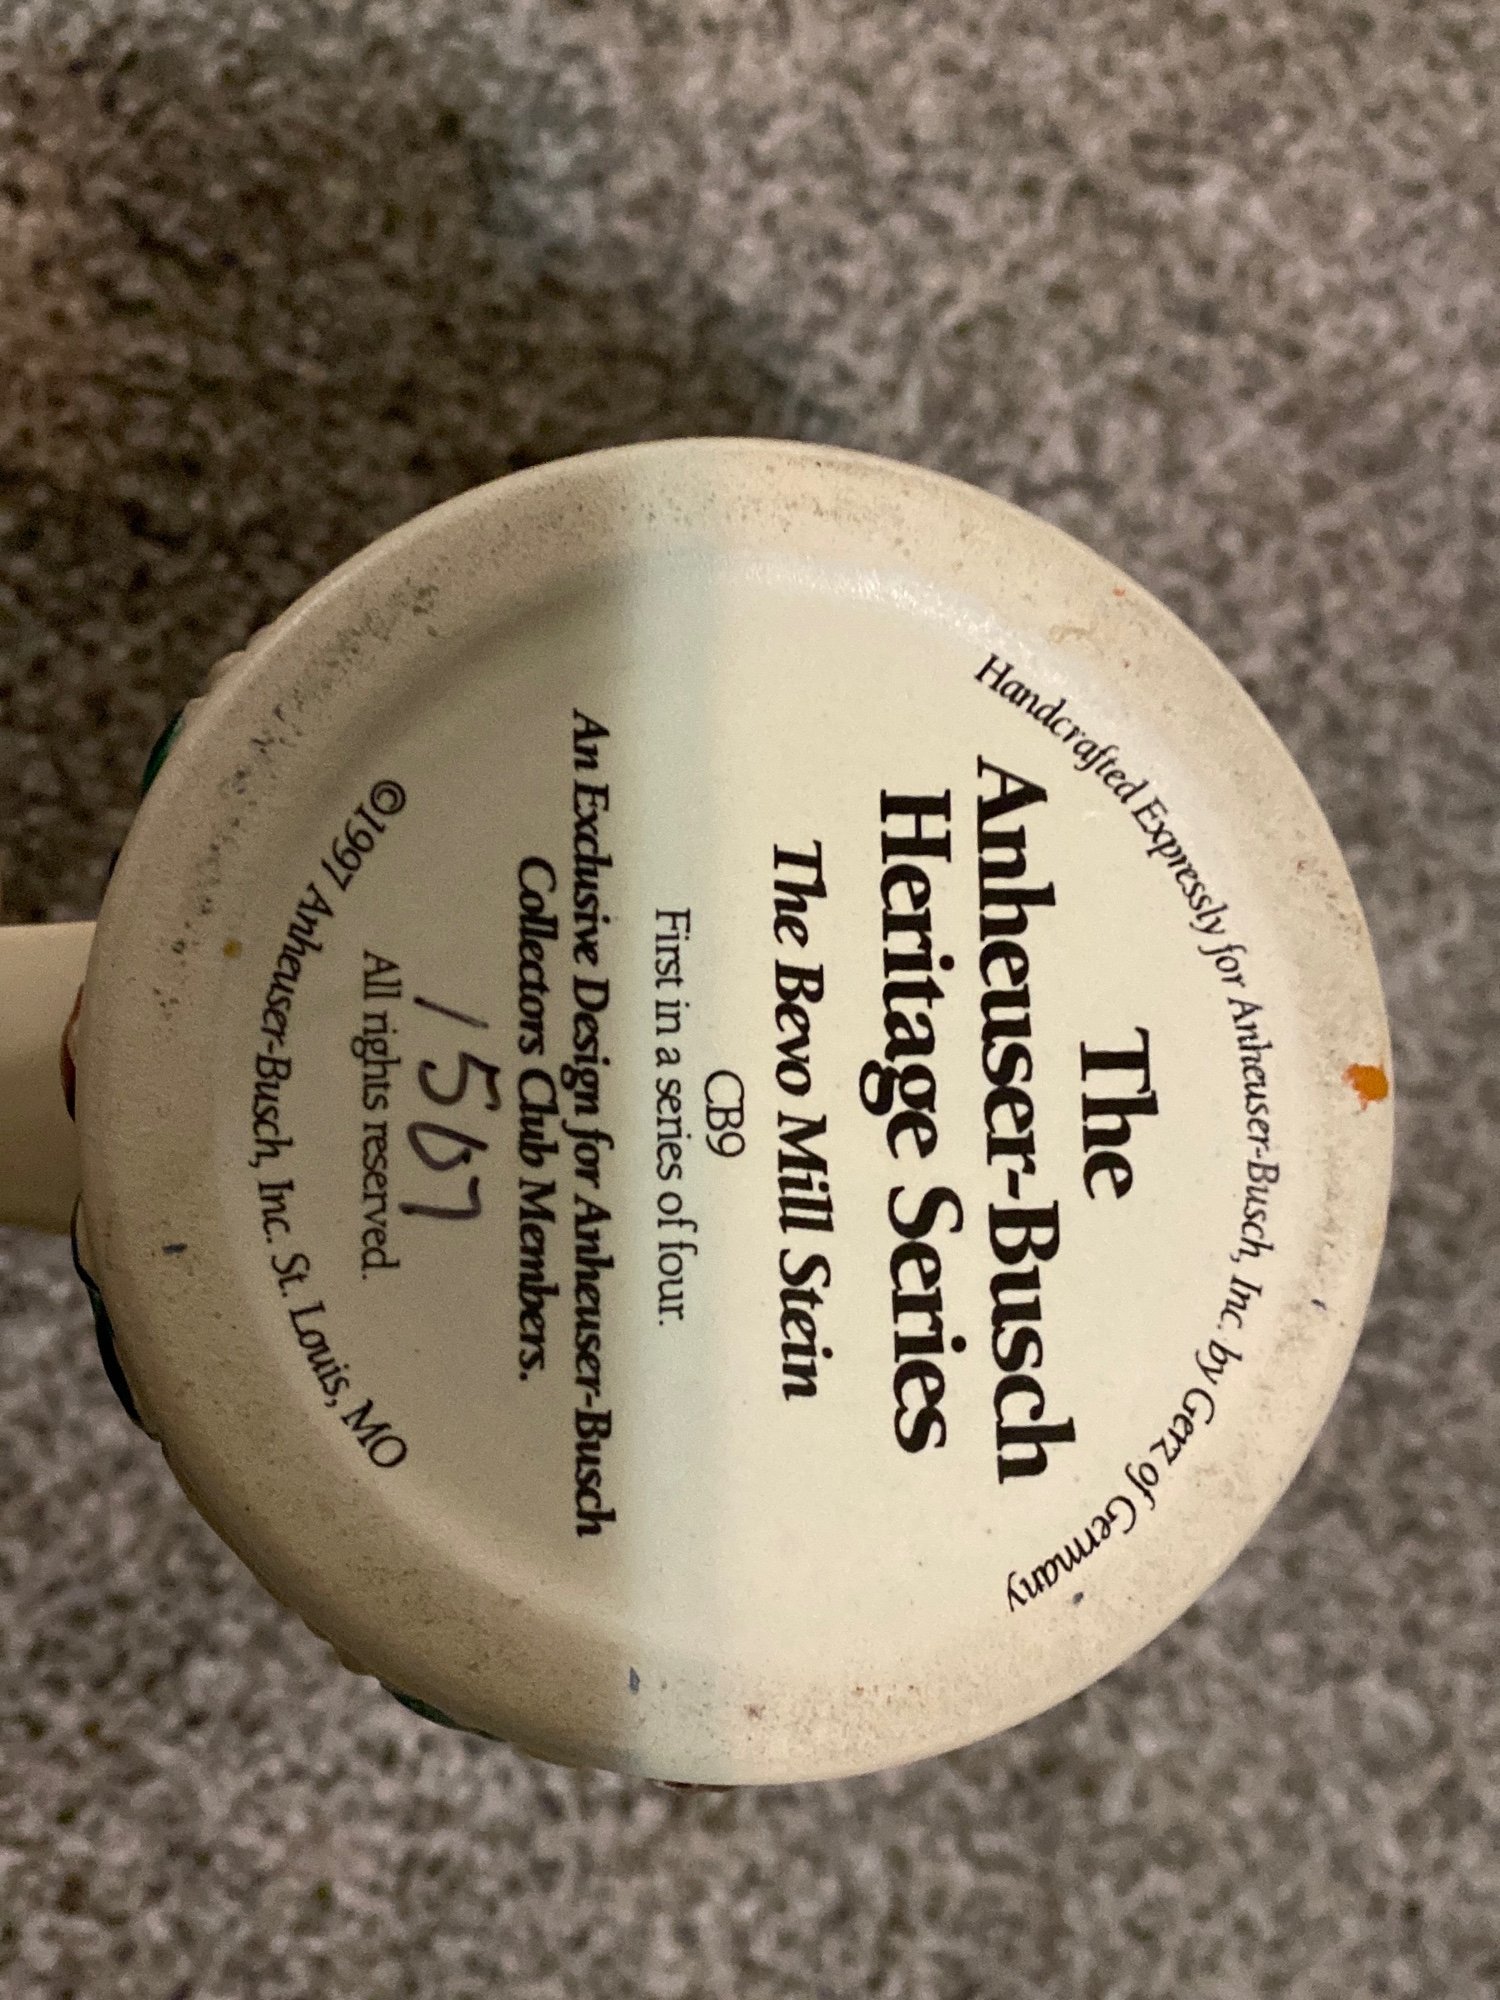 Handcrafted Expressly for Anheuser-Busch, Inc. by Gerz of Germany
The
Anheuser-Busch
Heritage Series
The Bevo Mill Stein
CB9
First in a series of four.
An Exclusive Design for Anheuser-Busch
Collectors Club Members.
1567
All rights reserved.
©1997 Anheuser-Busch, Inc. St. Louis, MO